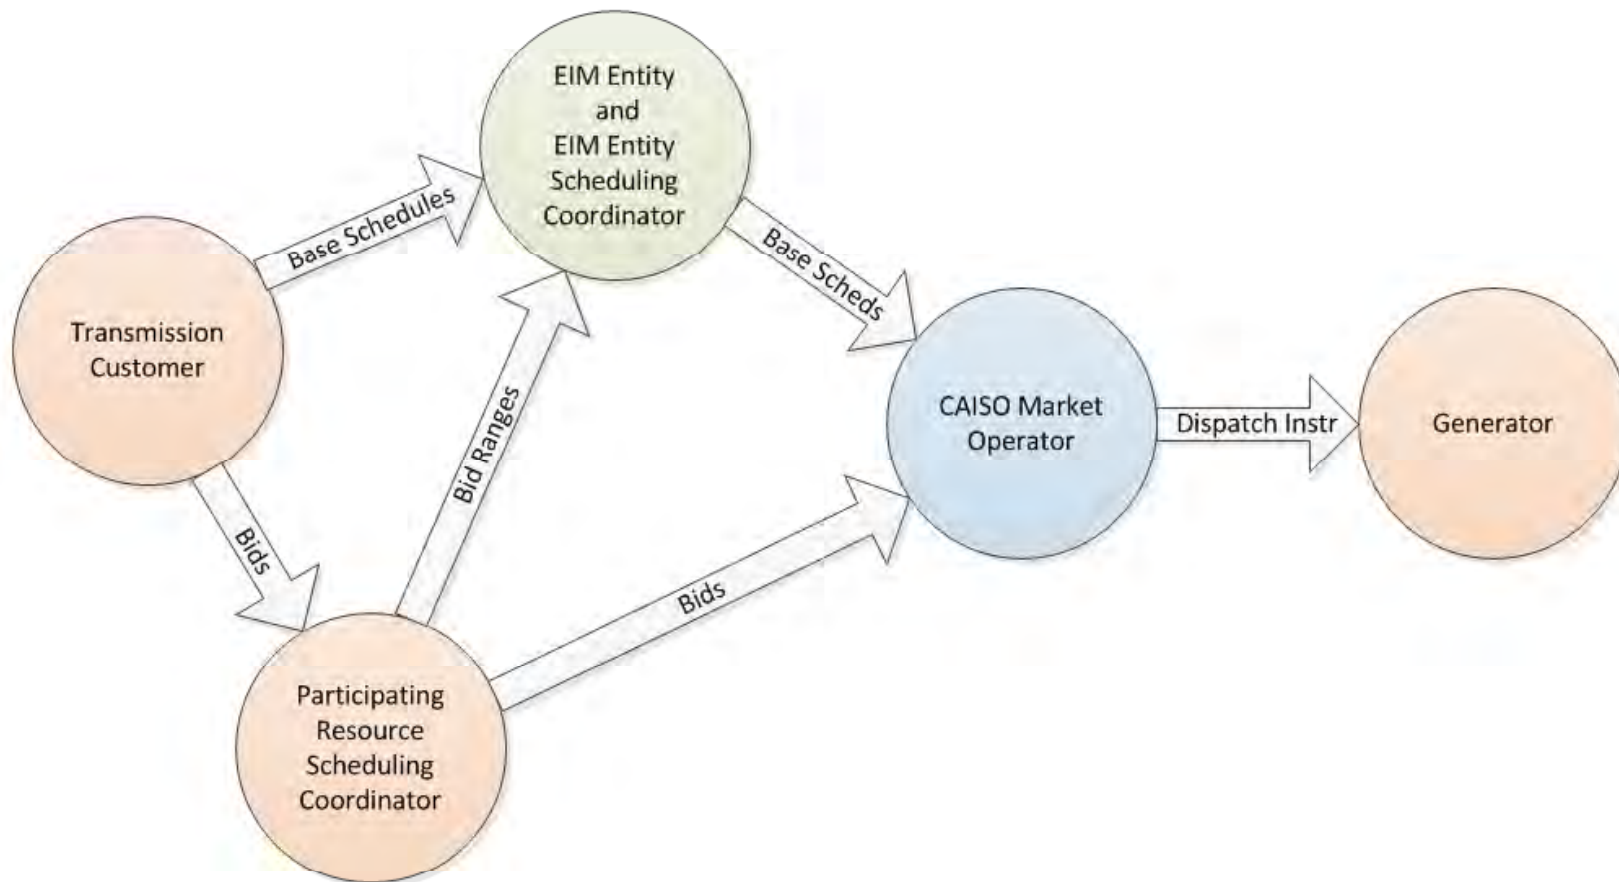 EIM Entity
and
EIM Entity
Scheduling
Coordinator
Base Schedules
Base Scheds
Transmission
Customer
Bid Ranges
CAISO Market
Operator
Dispatch Instr
Generator
Bids
Bids
Participating
Resource
Scheduling
Coordinator